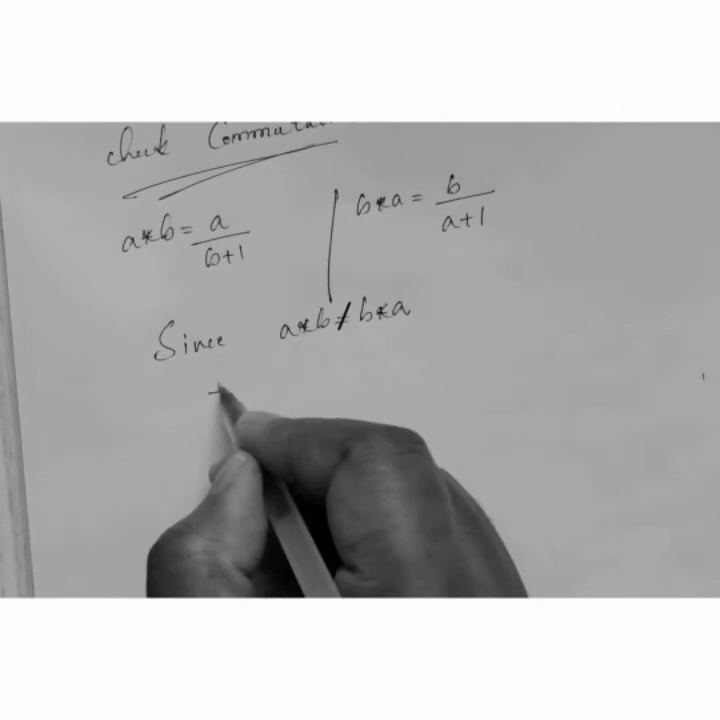 check
a*b = a/(b+1) | b*a = b/(a+1)
Since a*b ≠ b*a